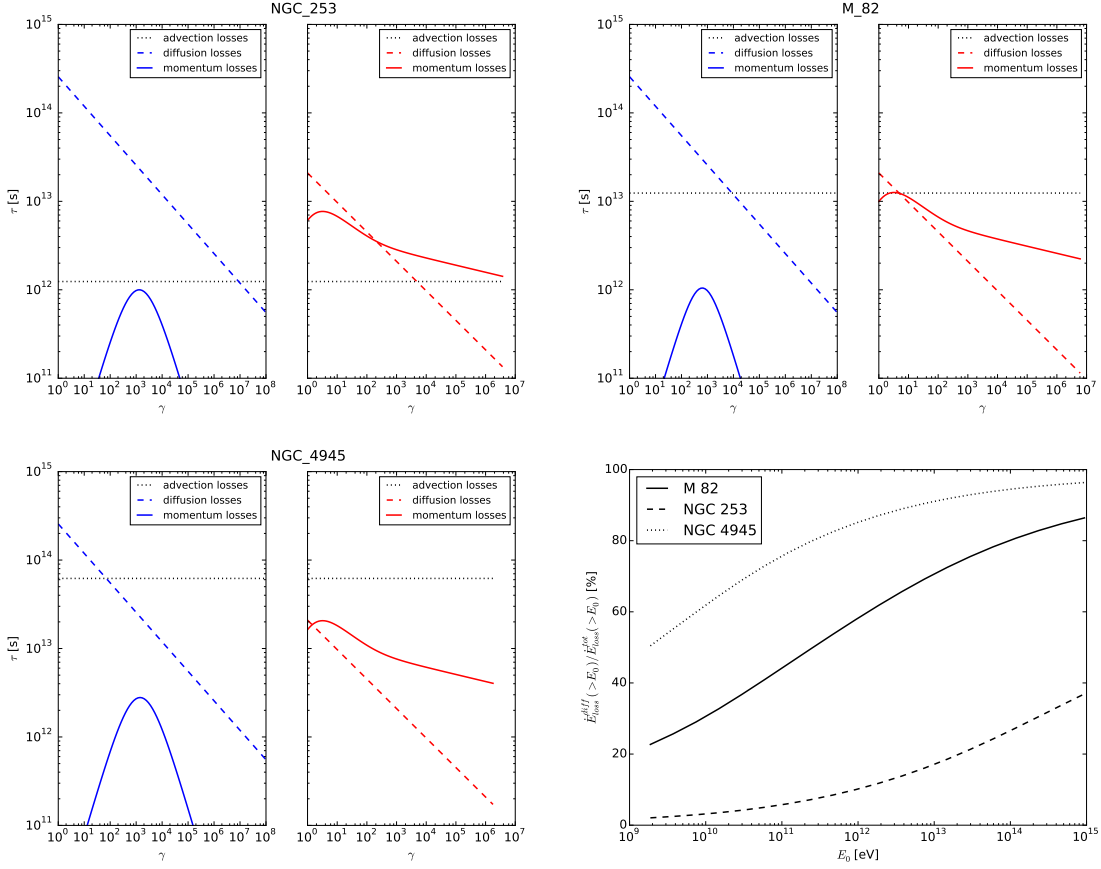 NGC_253
M_82
advection losses
diffusion losses
momentum losses
advection losses
diffusion losses
momentum losses
advection losses
diffusion losses
momentum losses
advection losses
diffusion losses
momentum losses
10^15
10^14
10^13
10^12
10^11
τ [s]
10^0 10^1 10^2 10^3 10^4 10^5 10^6 10^7 10^8
γ
10^0 10^1 10^2 10^3 10^4 10^5 10^6 10^7
γ
10^15
10^14
10^13
10^12
10^11
τ [s]
10^0 10^1 10^2 10^3 10^4 10^5 10^6 10^7 10^8
γ
10^0 10^1 10^2 10^3 10^4 10^5 10^6 10^7
γ
NGC_4945
advection losses
diffusion losses
momentum losses
advection losses
diffusion losses
momentum losses
10^15
10^14
10^13
10^12
10^11
τ [s]
10^0 10^1 10^2 10^3 10^4 10^5 10^6 10^7 10^8
γ
10^0 10^1 10^2 10^3 10^4 10^5 10^6 10^7
γ
M 82
NGC 253
NGC 4945
100
80
60
40
20
0
Ė_loss^diff(>E_0)/Ė_loss^tot(>E_0) [%]
10^9 10^10 10^11 10^12 10^13 10^14 10^15
E_0 [eV]